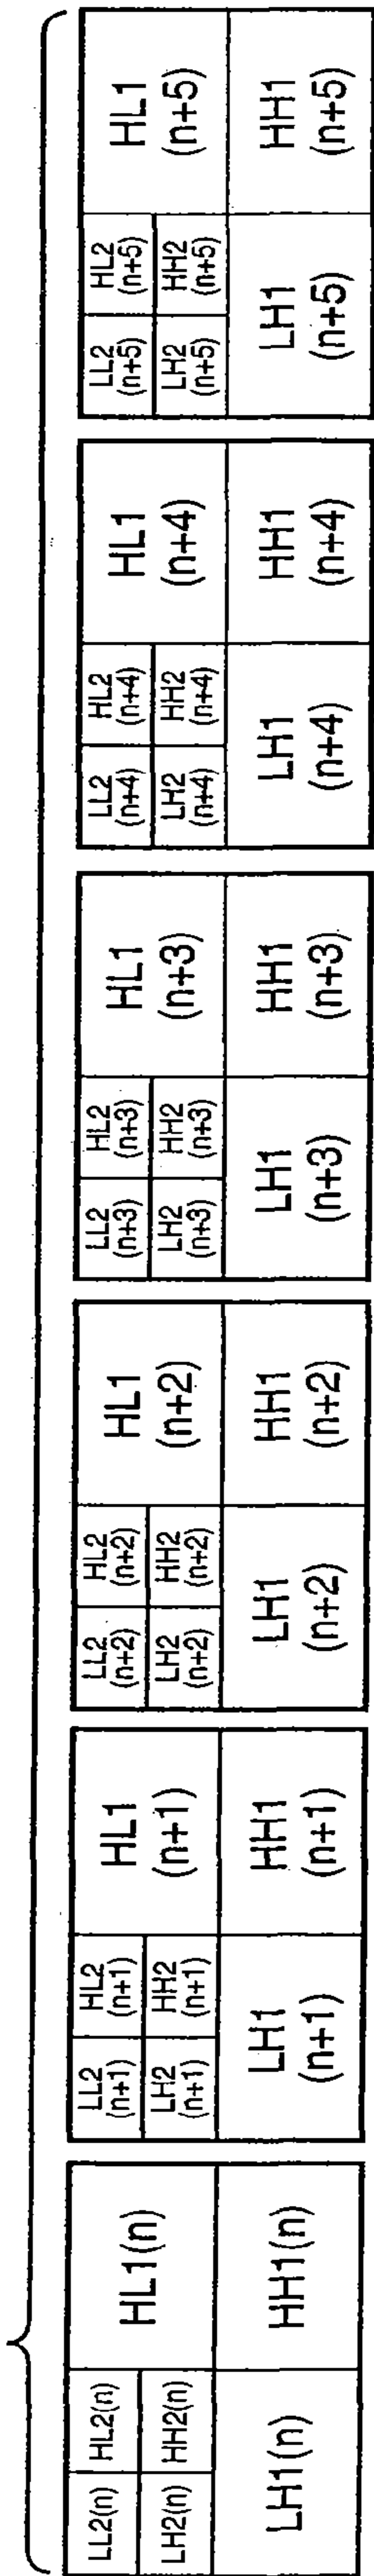 LL2(n)
HL2(n)
HL1(n)
LH2(n)
HH2(n)
LH1(n)
HH1(n)
LL2
(n+1)
HL2
(n+1)
HL1
(n+1)
LH2
(n+1)
HH2
(n+1)
LH1
(n+1)
HH1
(n+1)
LL2
(n+2)
HL2
(n+2)
HL1
(n+2)
LH2
(n+2)
HH2
(n+2)
LH1
(n+2)
HH1
(n+2)
LL2
(n+3)
HL2
(n+3)
HL1
(n+3)
LH2
(n+3)
HH2
(n+3)
LH1
(n+3)
HH1
(n+3)
LL2
(n+4)
HL2
(n+4)
HL1
(n+4)
LH2
(n+4)
HH2
(n+4)
LH1
(n+4)
HH1
(n+4)
LL2
(n+5)
HL2
(n+5)
HL1
(n+5)
LH2
(n+5)
HH2
(n+5)
LH1
(n+5)
HH1
(n+5)